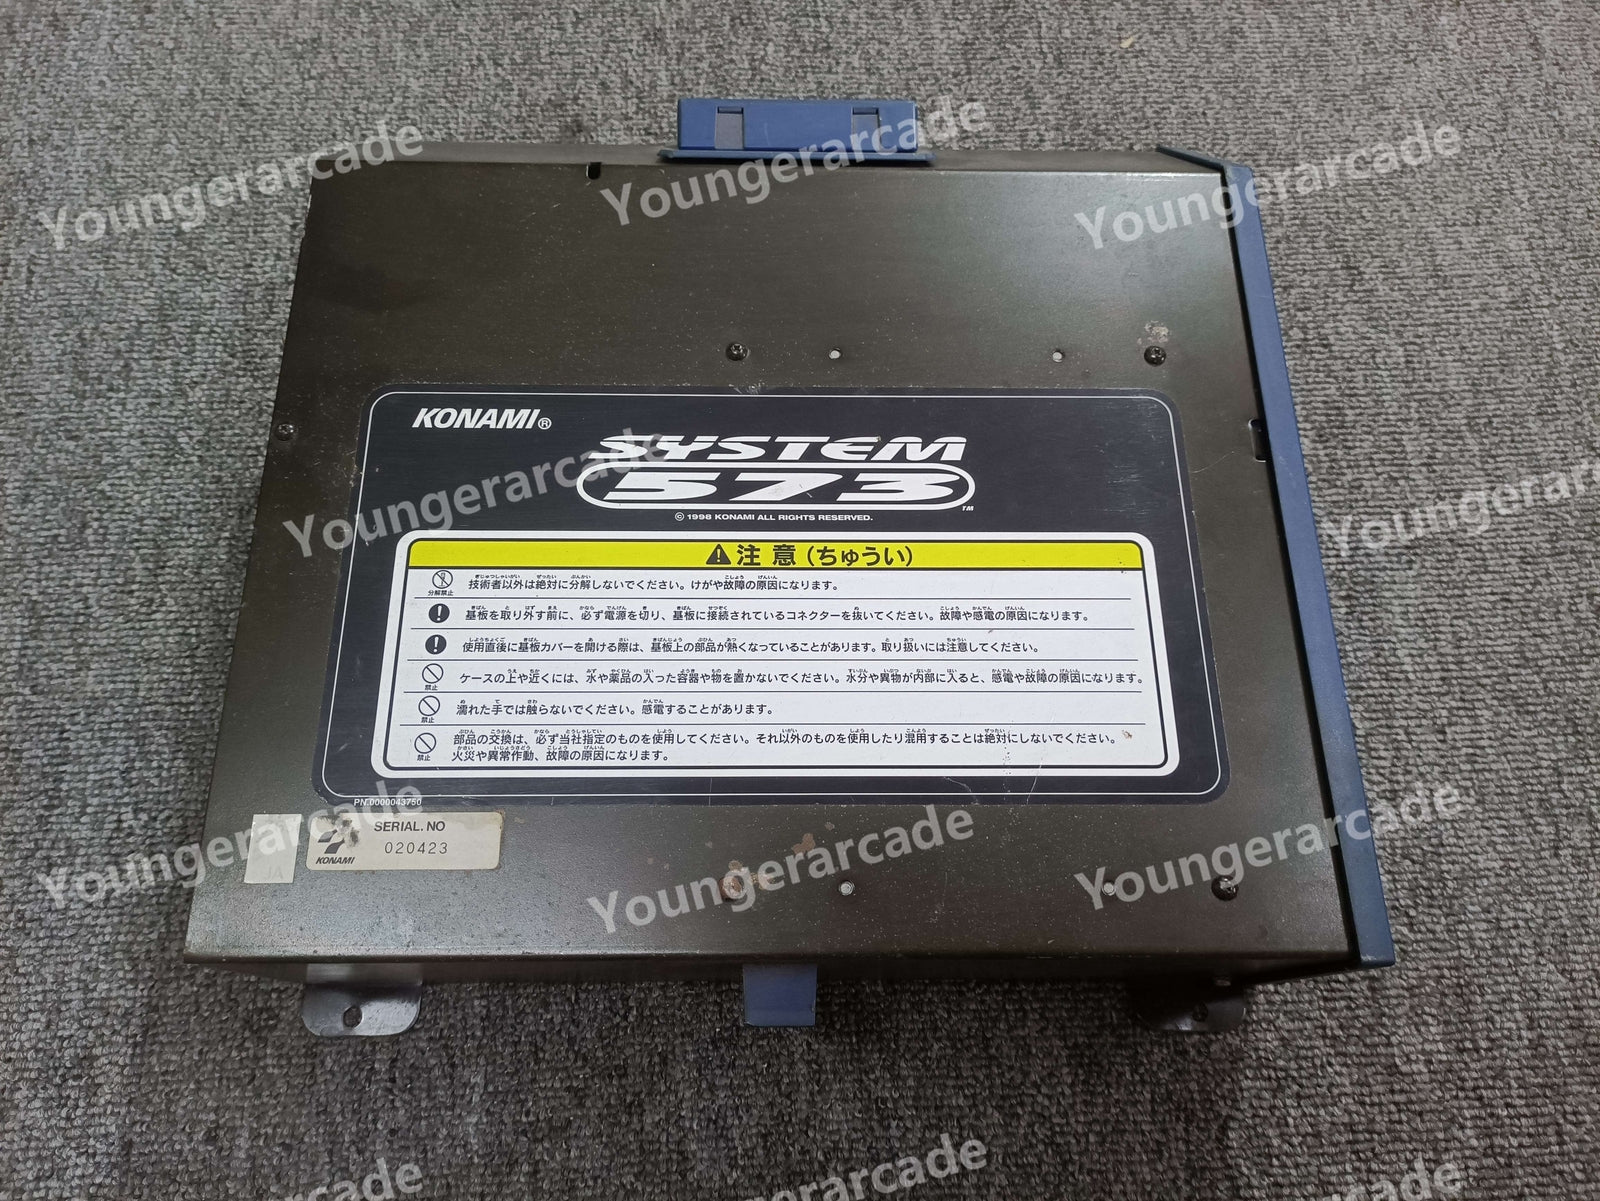 KONAMI®
SYSTEM
573™
© 1998 KONAMI ALL RIGHTS RESERVED.
⚠注意(ちゅうい)
分解禁止
技術者以外は絶対に分解しないでください。けがや故障の原因になります。
基板を取り外す前に、必ず電源を切り、基板に接続されているコネクターを抜いてください。故障や感電の原因になります。
使用直後に基板カバーを開ける際は、基板上の部品が熱くなっていることがあります。取り扱いには注意してください。
禁止
ケースの上や近くには、水や薬品の入った容器や物を置かないでください。水分や異物が内部に入ると、感電や故障の原因になります。
禁止
濡れた手では触らないでください。感電することがあります。
禁止
部品の交換は、必ず当社指定のものを使用してください。それ以外のものを使用したり混用することは絶対にしないでください。
火災や異常作動、故障の原因になります。
PN.0000043750
SERIAL. NO
020423
KONAMI
JA
Youngerarcade
Youngerarcade
Youngerarcade
Youngerarcade
Youngerarcade
Youngerarcade
Youngerarcade
Youngerarcade
Youngerarcade
Youngerarcade
Youngerarcade